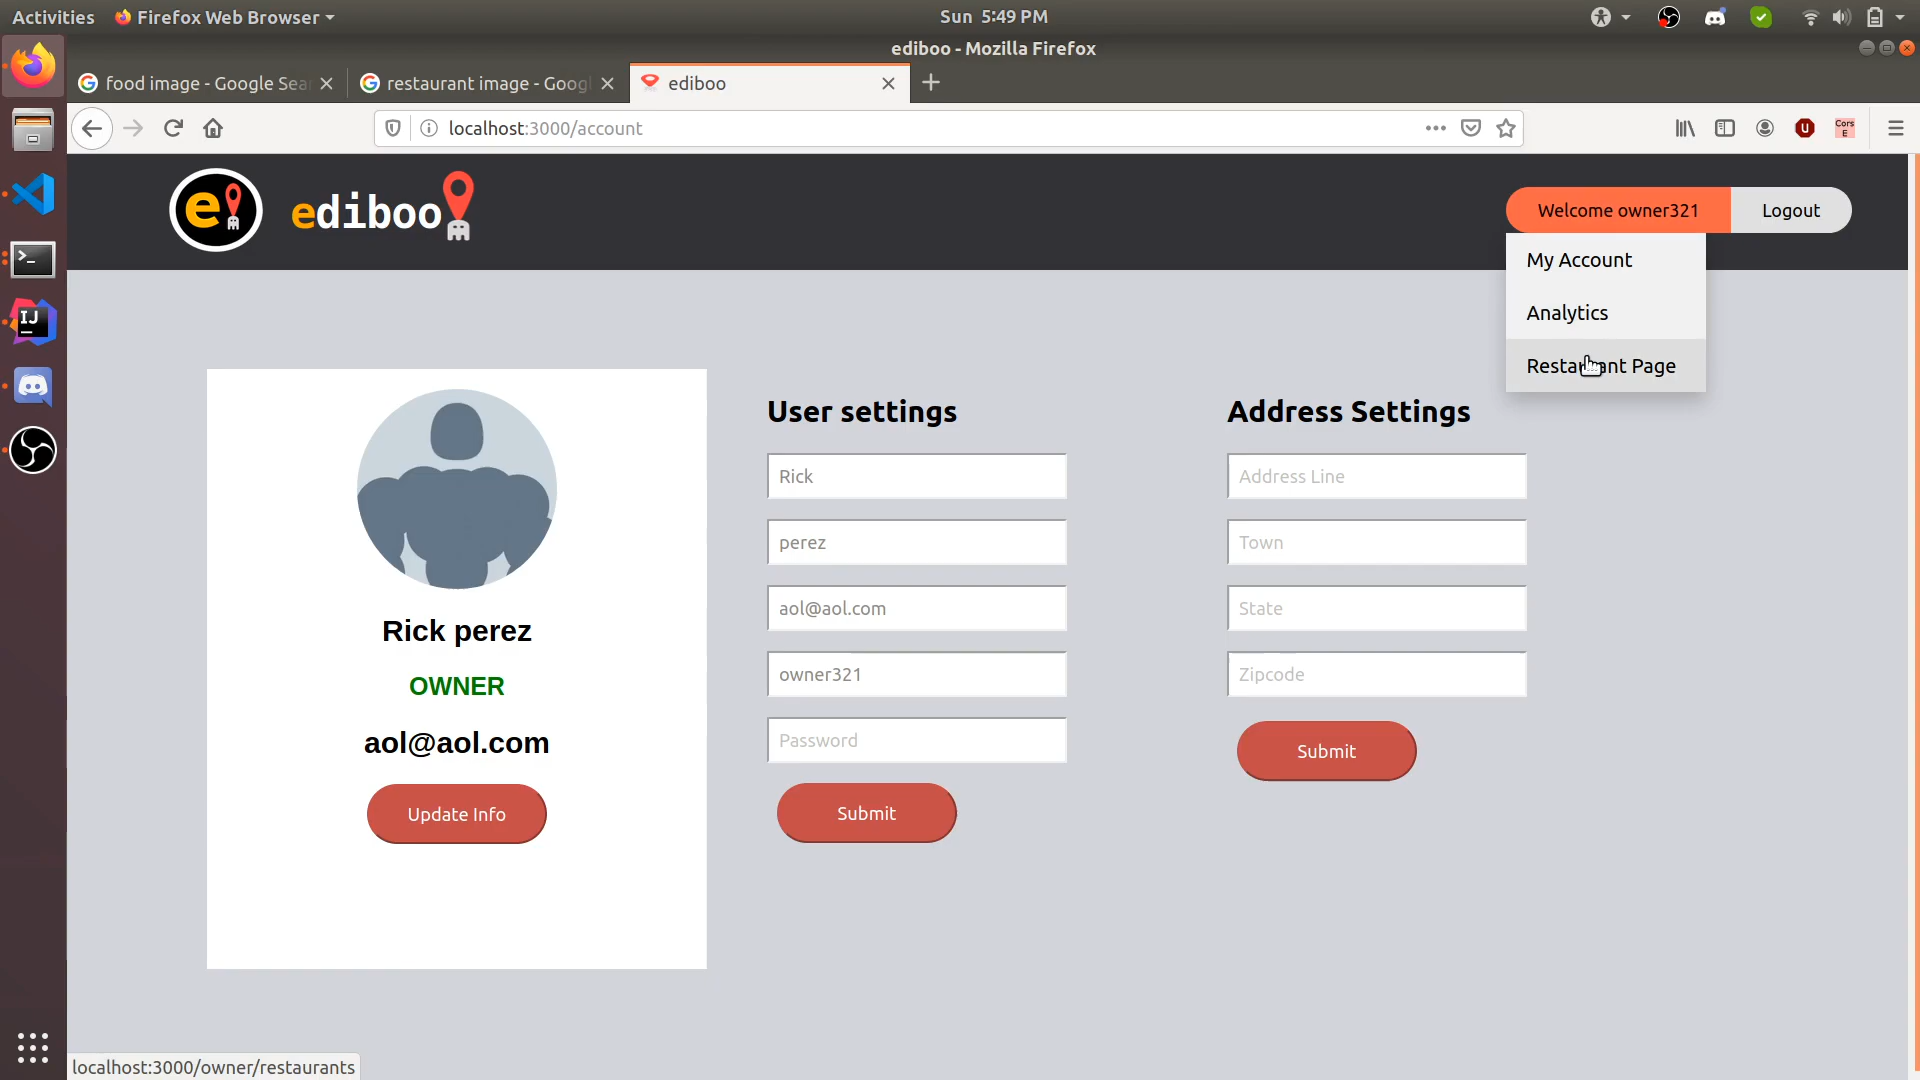 Activities Firefox Web Browser Sun 5:49 PM
ediboo - Mozilla Firefox
food image - Google Sea restaurant image - Googl ediboo
localhost:3000/account
U Cors E
e ediboo Welcome owner321 Logout
My Account
Analytics
Restaurant Page
User settings Address Settings
Rick Address Line
perez Town
aol@aol.com State
owner321 Zipcode
Password
Submit Submit
Rick perez
OWNER
aol@aol.com
Update Info
IJ
localhost:3000/owner/restaurants